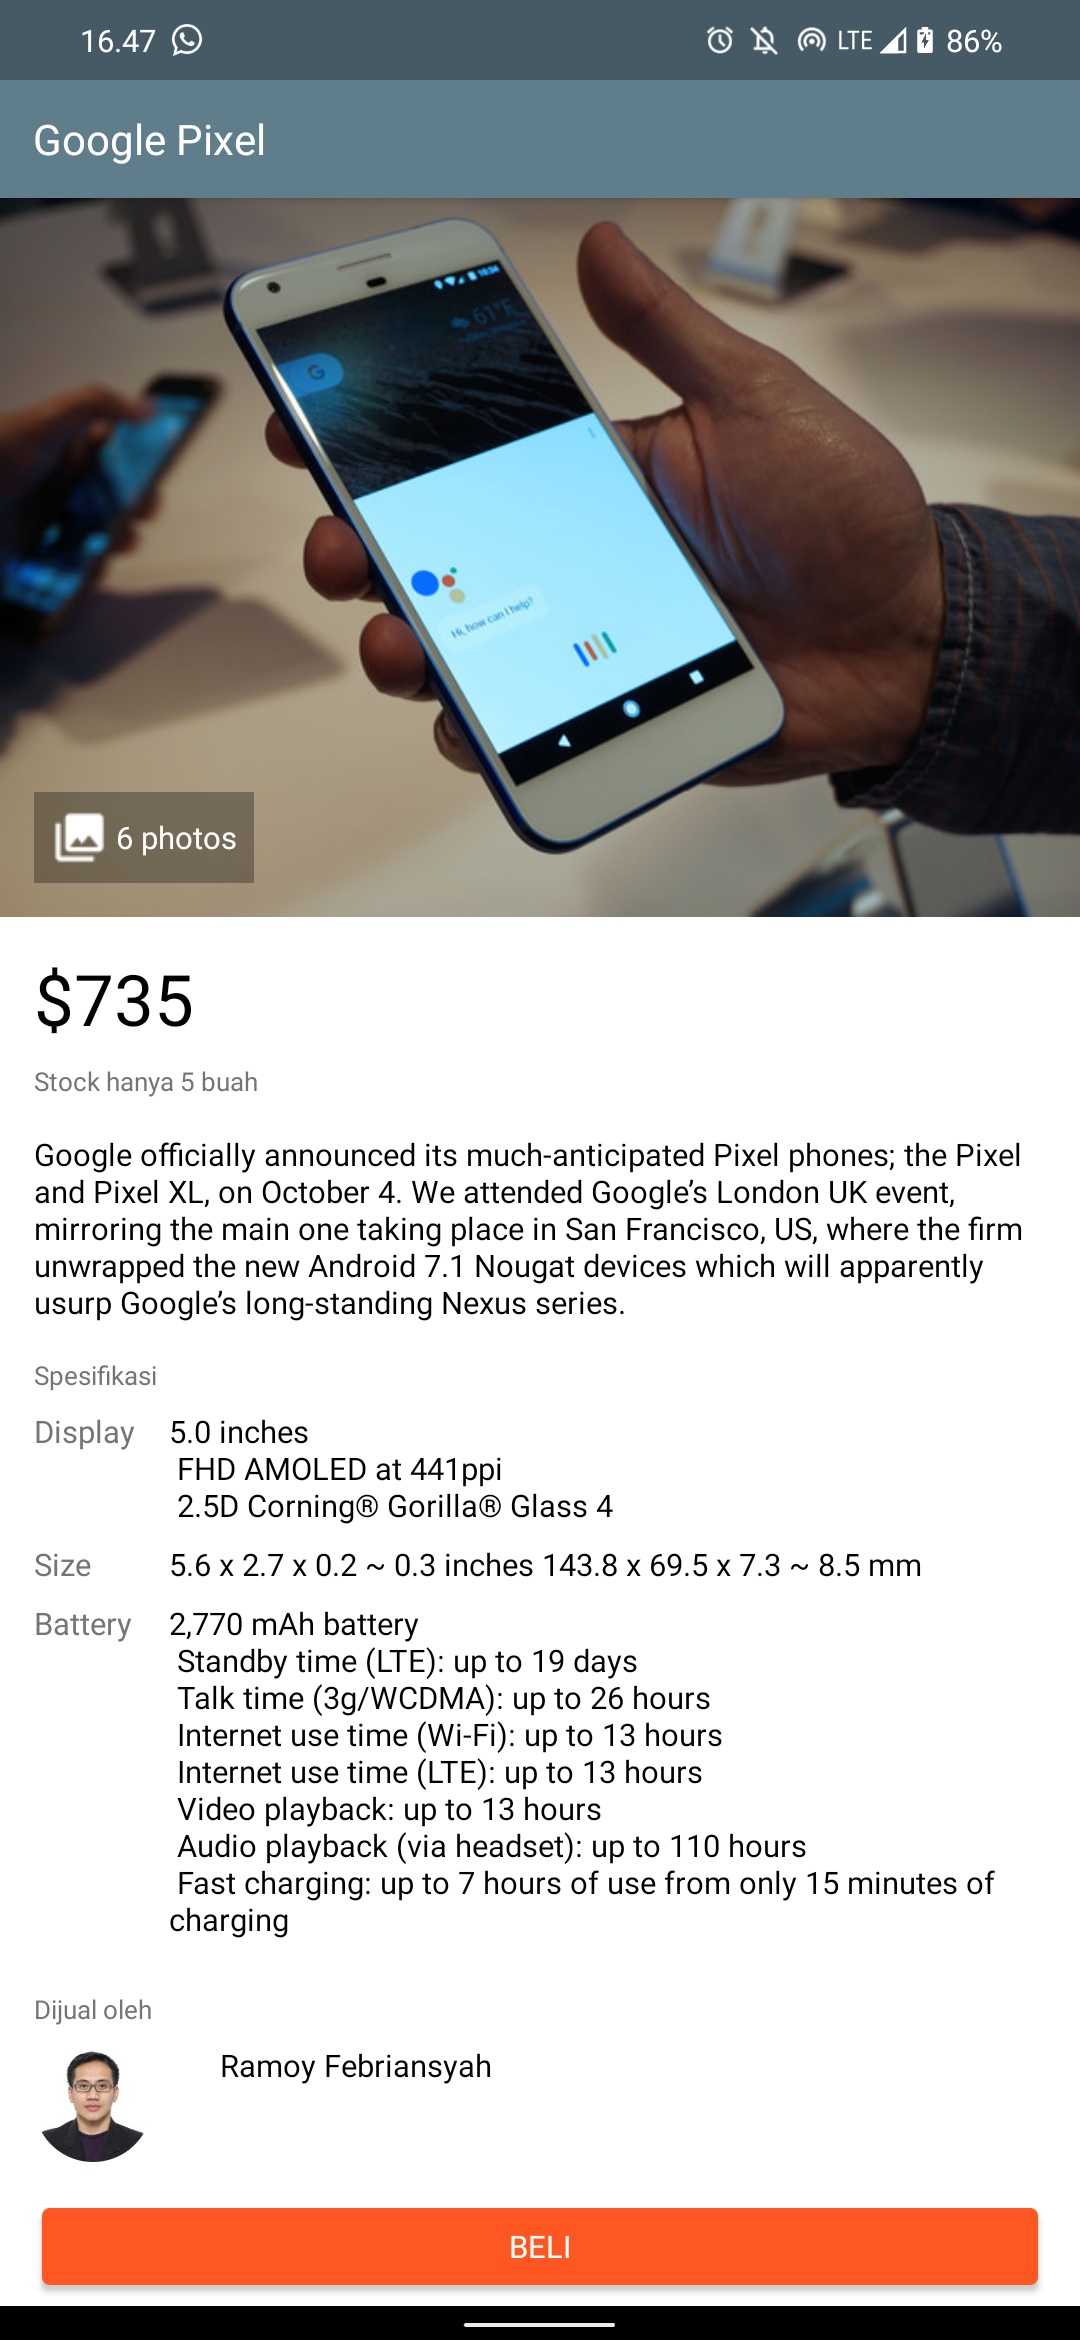 16.47
LTE
86%
Google Pixel
10:34
61°F
G
Hi, how can I help?
6 photos
$735
Stock hanya 5 buah
Google officially announced its much-anticipated Pixel phones; the Pixel
and Pixel XL, on October 4. We attended Google’s London UK event,
mirroring the main one taking place in San Francisco, US, where the firm
unwrapped the new Android 7.1 Nougat devices which will apparently
usurp Google’s long-standing Nexus series.
Spesifikasi
Display 5.0 inches
FHD AMOLED at 441ppi
2.5D Corning® Gorilla® Glass 4
Size 5.6 x 2.7 x 0.2 ~ 0.3 inches 143.8 x 69.5 x 7.3 ~ 8.5 mm
Battery 2,770 mAh battery
Standby time (LTE): up to 19 days
Talk time (3g/WCDMA): up to 26 hours
Internet use time (Wi-Fi): up to 13 hours
Internet use time (LTE): up to 13 hours
Video playback: up to 13 hours
Audio playback (via headset): up to 110 hours
Fast charging: up to 7 hours of use from only 15 minutes of
charging
Dijual oleh
Ramoy Febriansyah
BELI